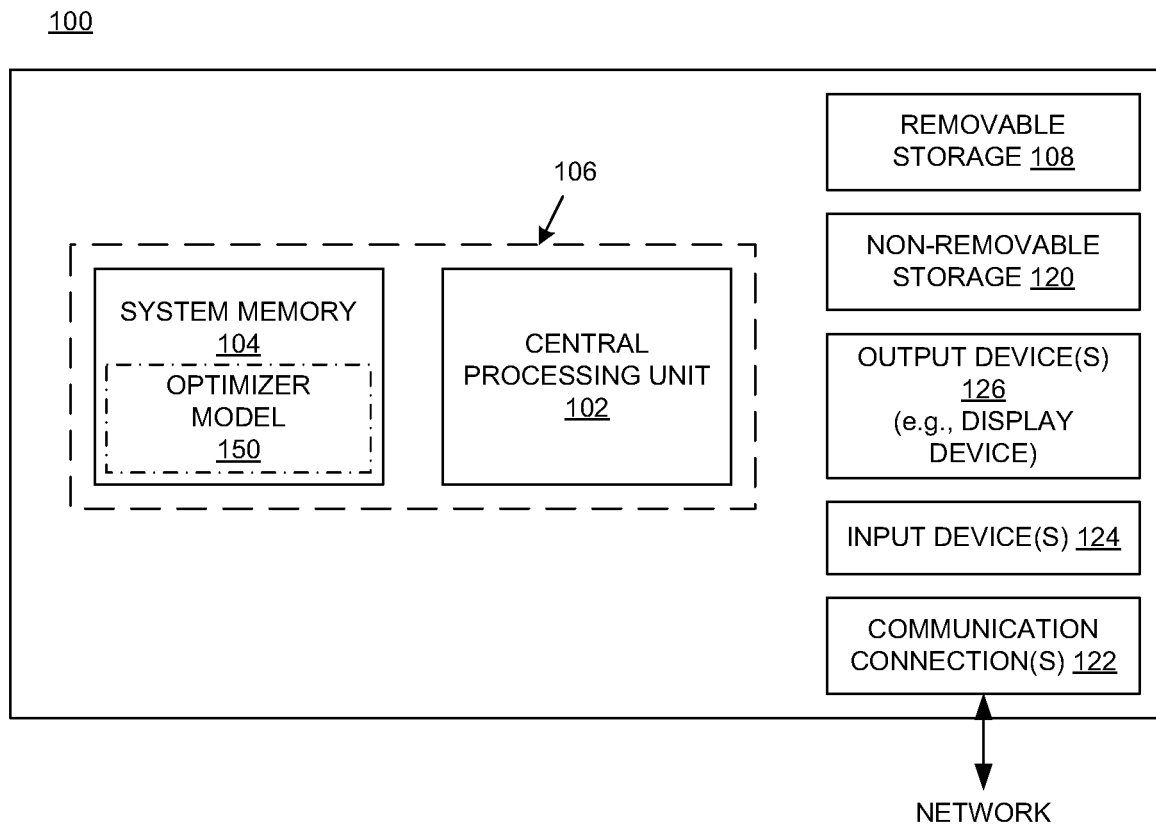 100
106
SYSTEM MEMORY
104
OPTIMIZER
MODEL
150
CENTRAL
PROCESSING UNIT
102
REMOVABLE
STORAGE 108
NON-REMOVABLE
STORAGE 120
OUTPUT DEVICE(S)
126
(e.g., DISPLAY
DEVICE)
INPUT DEVICE(S) 124
COMMUNICATION
CONNECTION(S) 122
NETWORK